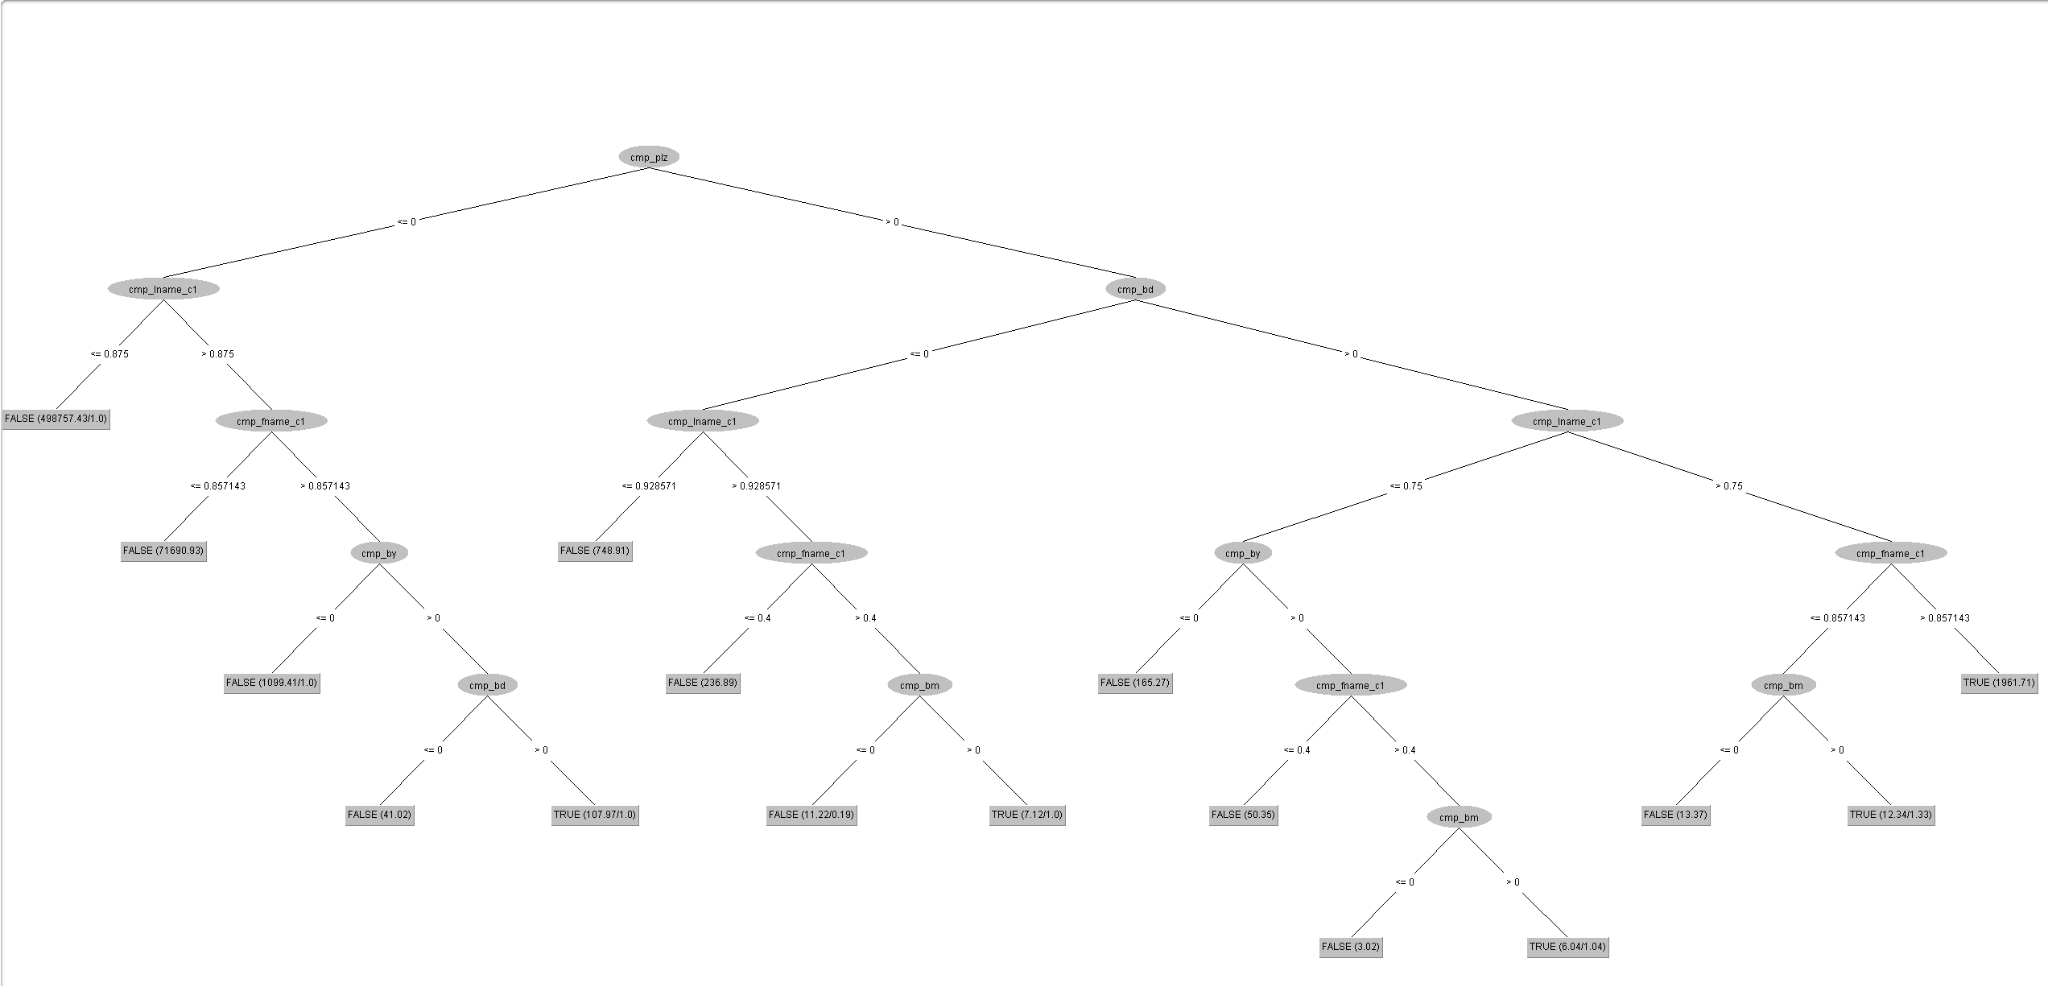 cmp_plz
<= 0
> 0
cmp_lname_c1
cmp_bd
<= 0.875
> 0.875
<= 0
> 0
FALSE (498757.43/1.0)
cmp_fname_c1
cmp_lname_c1
cmp_lname_c1
<= 0.857143
> 0.857143
<= 0.928571
> 0.928571
<= 0.75
> 0.75
FALSE (71690.93)
cmp_by
FALSE (748.91)
cmp_fname_c1
cmp_by
cmp_fname_c1
<= 0
> 0
<= 0.4
> 0.4
<= 0
> 0
<= 0.857143
> 0.857143
FALSE (1099.41/1.0)
cmp_bd
FALSE (236.89)
cmp_bm
FALSE (165.27)
cmp_fname_c1
cmp_bm
TRUE (1961.71)
<= 0
> 0
<= 0
> 0
<= 0.4
> 0.4
<= 0
> 0
FALSE (41.02)
TRUE (107.97/1.0)
FALSE (11.22/0.19)
TRUE (7.12/1.0)
FALSE (50.35)
cmp_bm
FALSE (13.37)
TRUE (12.34/1.33)
<= 0
> 0
FALSE (3.02)
TRUE (6.04/1.04)